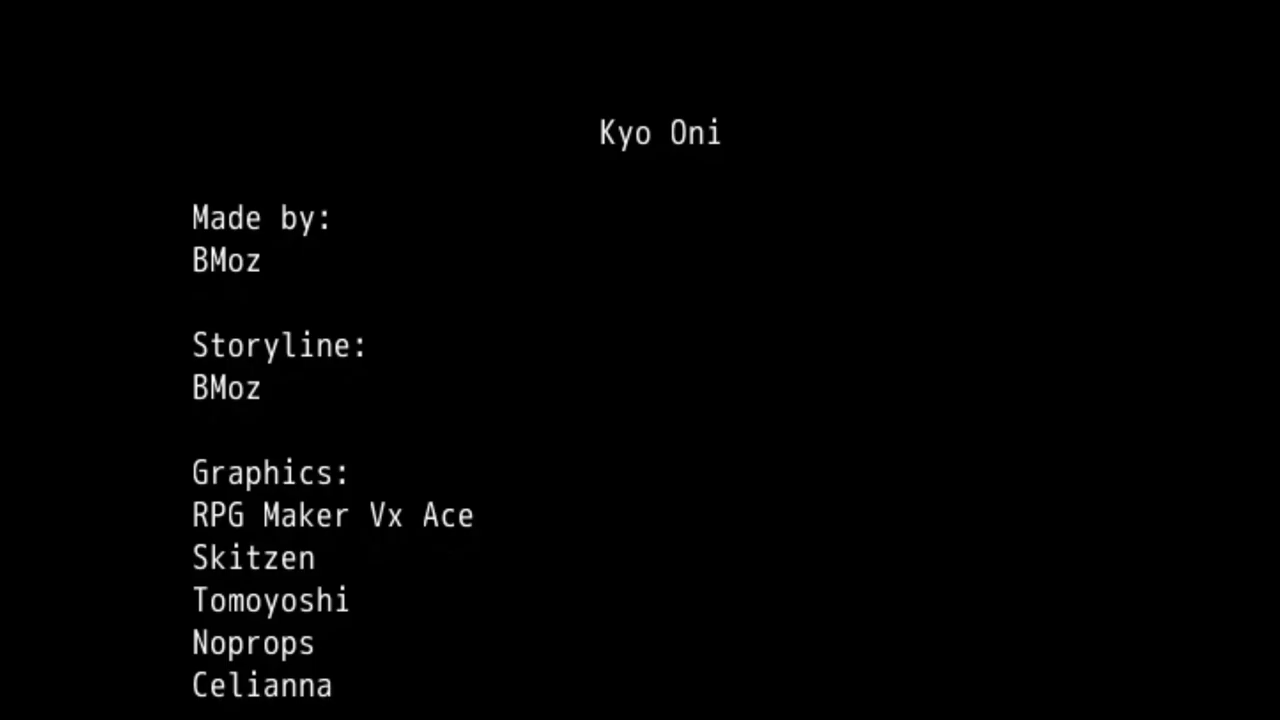 Kyo Oni
Made by:
BMoz
Storyline:
BMoz
Graphics:
RPG Maker Vx Ace
Skitzen
Tomoyoshi
Noprops
Celianna